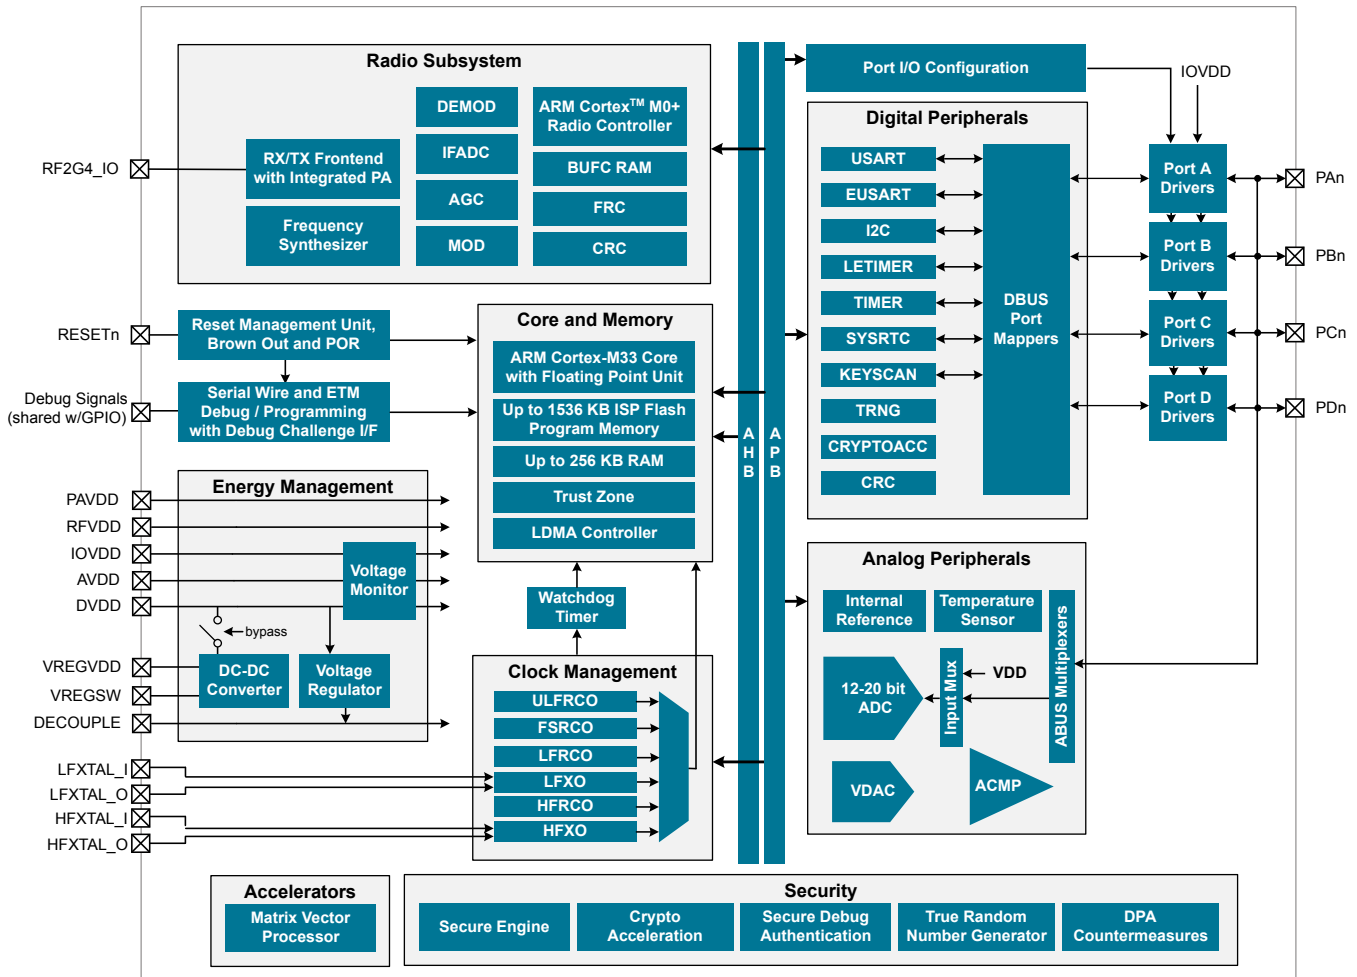 Radio Subsystem
DEMOD
IFADC
AGC
MOD
ARM Cortex™ M0+
Radio Controller
BUFC RAM
FRC
CRC
RX/TX Frontend
with Integrated PA
Frequency
Synthesizer
RF2G4_IO
RESETn
Reset Management Unit,
Brown Out and POR
Debug Signals
(shared w/GPIO)
Serial Wire and ETM
Debug / Programming
with Debug Challenge I/F
Core and Memory
ARM Cortex-M33 Core
with Floating Point Unit
Up to 1536 KB ISP Flash
Program Memory
Up to 256 KB RAM
Trust Zone
LDMA Controller
Energy Management
PAVDD
RFVDD
IOVDD
AVDD
DVDD
VREGVDD
VREGSW
DECOUPLE
Voltage
Monitor
bypass
DC-DC
Converter
Voltage
Regulator
Watchdog
Timer
Clock Management
ULFRCO
FSRCO
LFRCO
LFXO
HFRCO
HFXO
LFXTAL_I
LFXTAL_O
HFXTAL_I
HFXTAL_O
A
H
B
A
P
B
Port I/O Configuration
IOVDD
Digital Peripherals
USART
EUSART
I2C
LETIMER
TIMER
SYSRTC
KEYSCAN
TRNG
CRYPTOACC
CRC
DBUS
Port
Mappers
Port A
Drivers
Port B
Drivers
Port C
Drivers
Port D
Drivers
PAn
PBn
PCn
PDn
Analog Peripherals
Internal
Reference
Temperature
Sensor
12-20 bit
ADC
Input Mux
VDD
ABUS Multiplexers
VDAC
ACMP
Accelerators
Matrix Vector
Processor
Security
Secure Engine
Crypto
Acceleration
Secure Debug
Authentication
True Random
Number Generator
DPA
Countermeasures